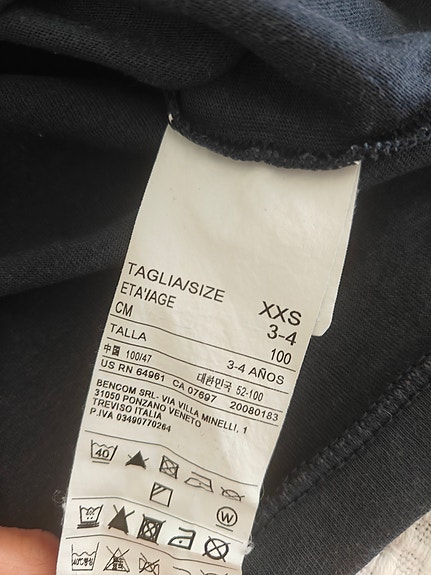 TAGLIA/SIZE XXS
ETA'/AGE 3-4
CM 100
TALLA 3-4 AÑOS
中国 100/47 대한민국 52-100
US RN 64961 CA 07697 20080183
BENCOM SRL- VIA VILLA MINELLI, 1
31050 PONZANO VENETO
TREVISO ITALIA
P.IVA 03490770264
40
W